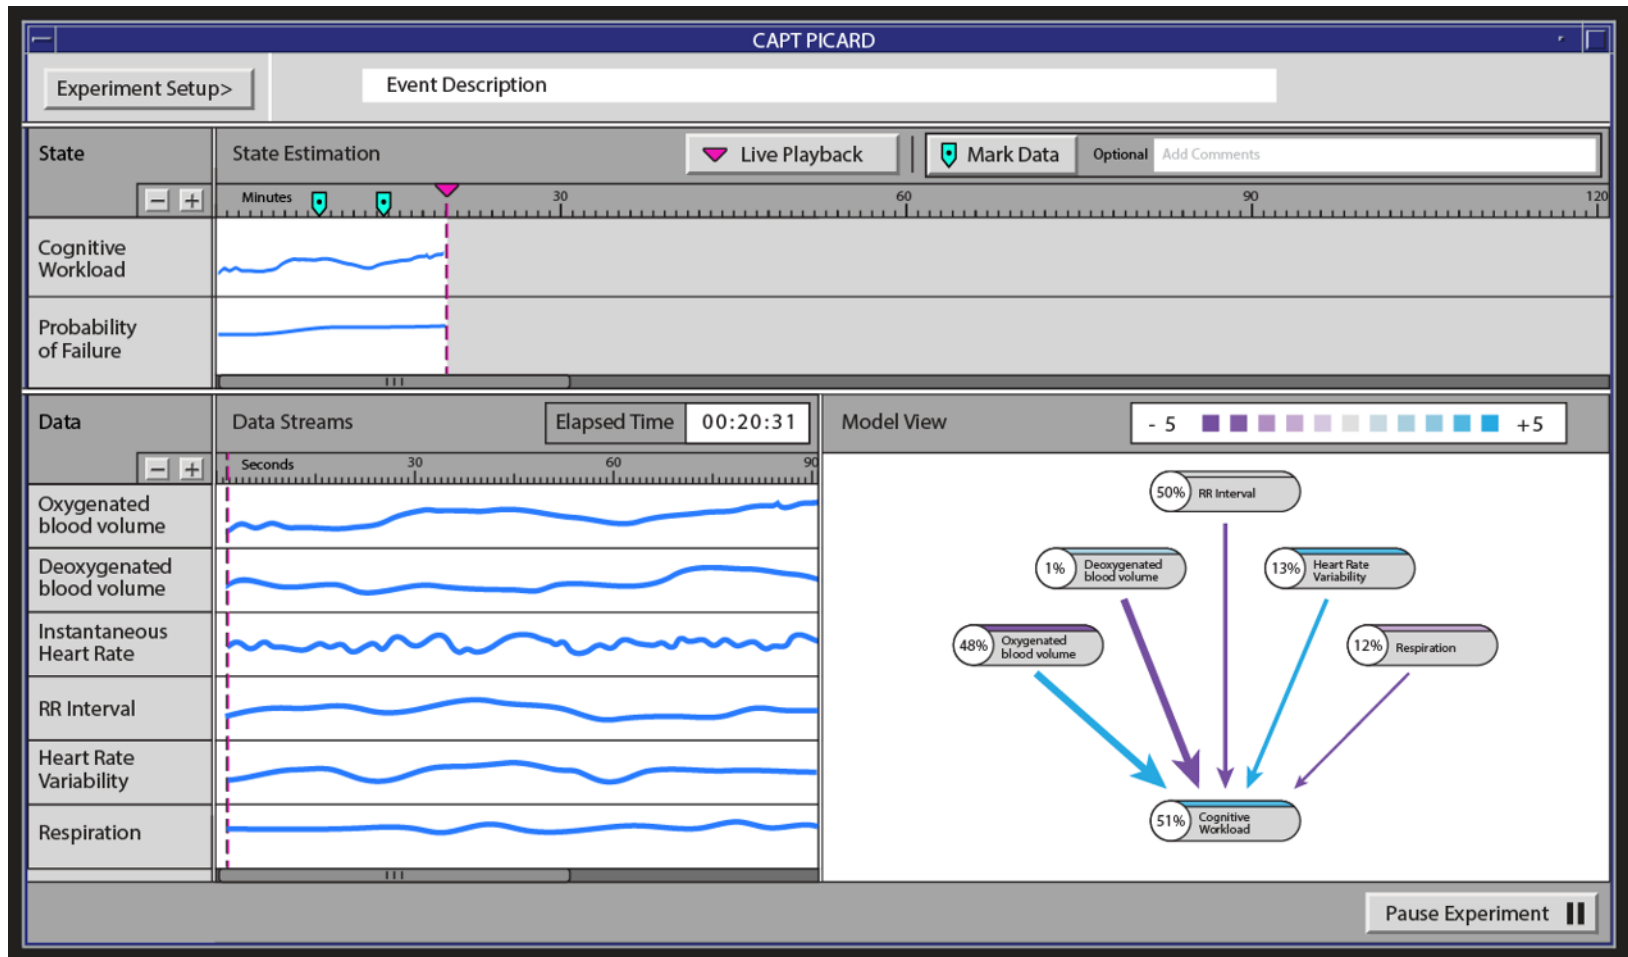 CAPT PICARD
Experiment Setup>
Event Description
State
State Estimation
Live Playback
Mark Data
Optional
Add Comments
Minutes
30
60
90
120
Cognitive
Workload
Probability
of Failure
Data
Data Streams
Elapsed Time
00:20:31
Seconds
30
60
90
Oxygenated
blood volume
Deoxygenated
blood volume
Instantaneous
Heart Rate
RR Interval
Heart Rate
Variability
Respiration
Model View
- 5
+5
50% RR Interval
1% Deoxygenated
blood volume
13% Heart Rate
Variability
48% Oxygenated
blood volume
12% Respiration
51% Cognitive
Workload
Pause Experiment